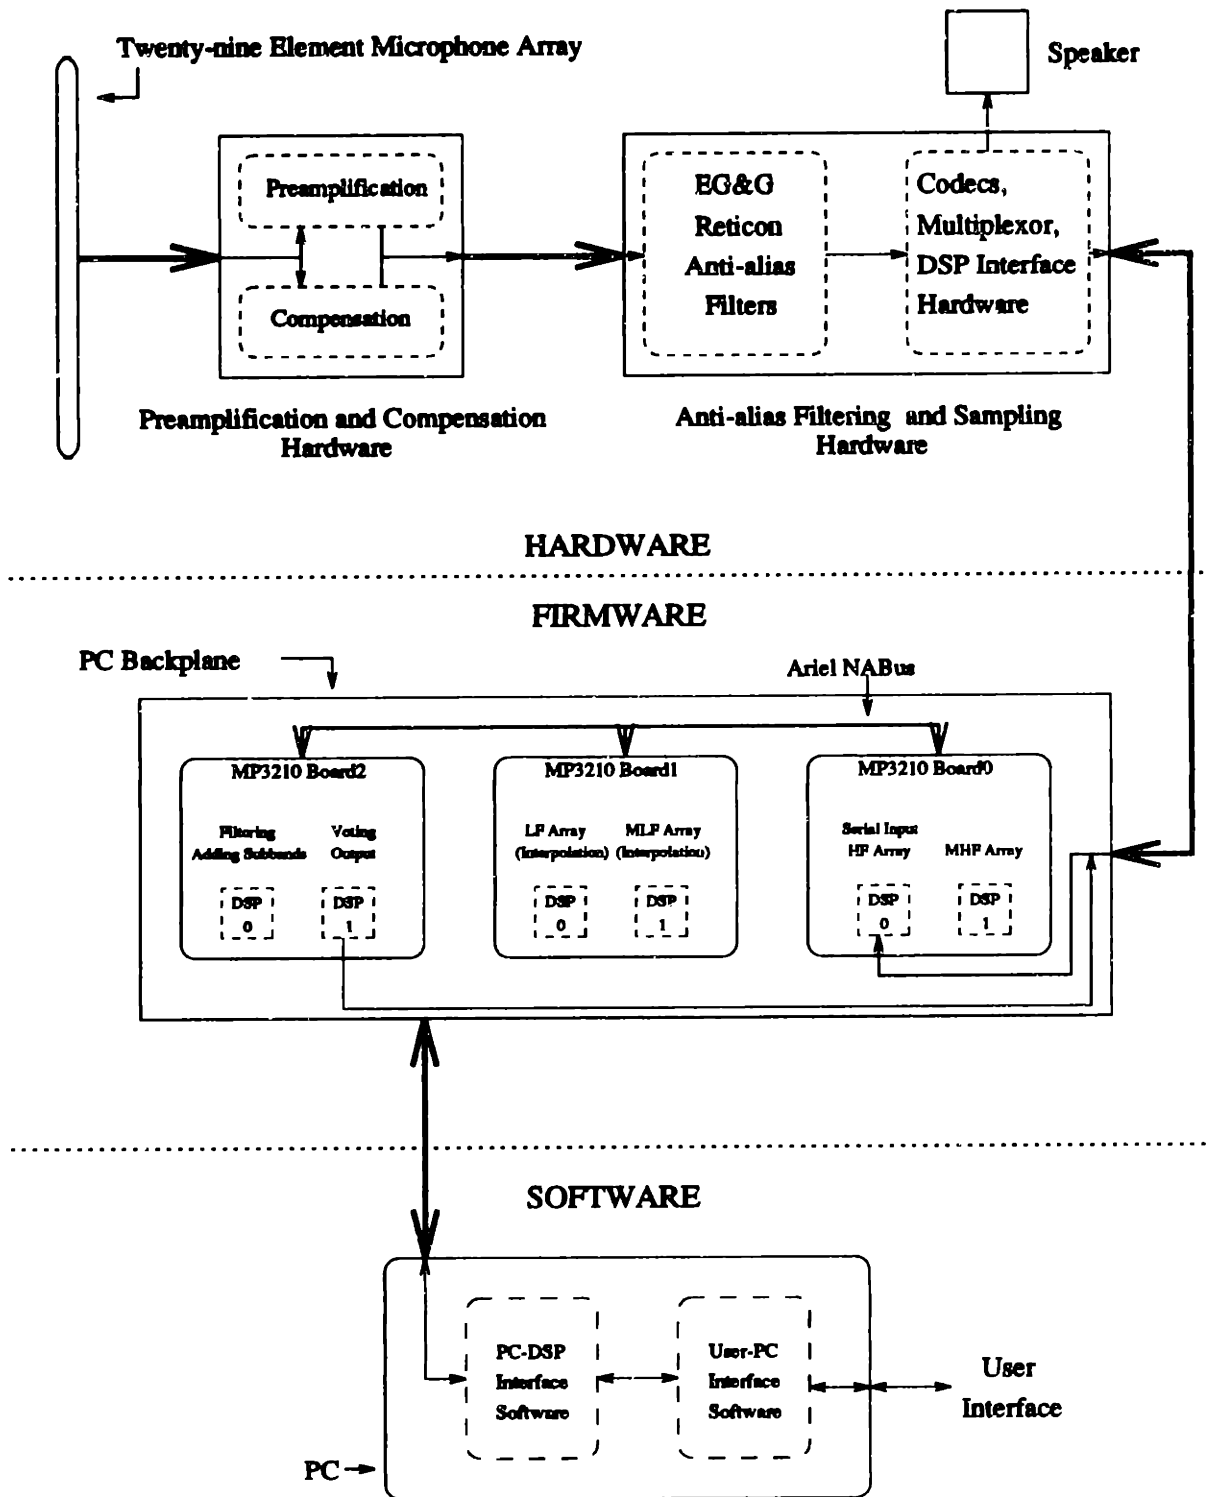 Twenty-nine Element Microphone Array
Speaker
Preamplification
Compensation
EG&G
Reticon
Anti-alias
Filters
Codecs,
Multiplexor,
DSP Interface
Hardware
Preamplification and Compensation
Hardware
Anti-alias Filtering and Sampling
Hardware
HARDWARE
FIRMWARE
PC Backplane
Ariel NABus
MP3210 Board2
Filtering
Adding Subbands
Voting
Output
DSP
0
DSP
1
MP3210 Board1
LF Array
(Interpolation)
MLF Array
(Interpolation)
DSP
0
DSP
1
MP3210 Board0
Serial Input
HF Array
MHF Array
DSP
0
DSP
1
SOFTWARE
PC-DSP
Interface
Software
User-PC
Interface
Software
User
Interface
PC